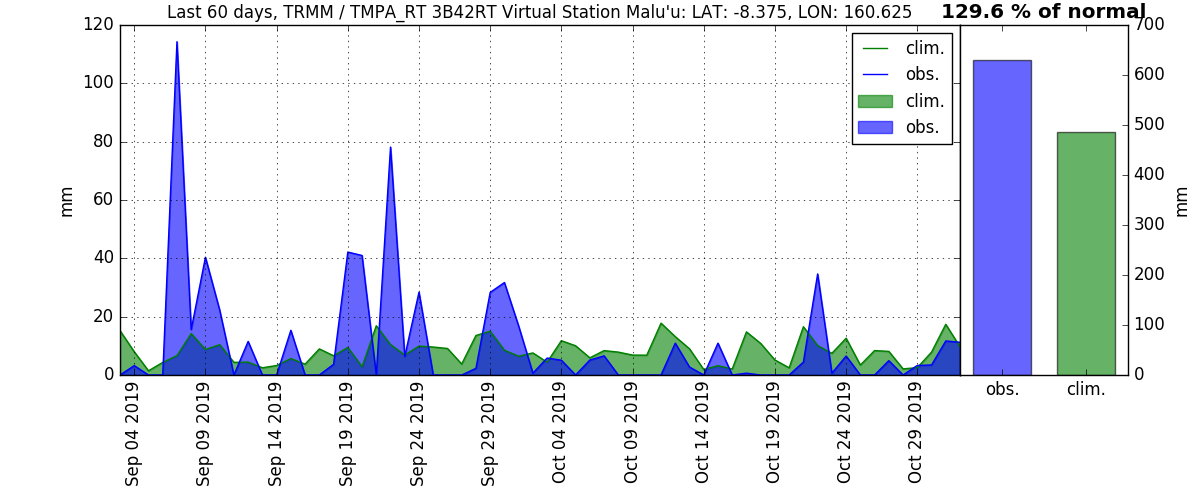 Last 60 days, TRMM / TMPA_RT 3B42RT Virtual Station Malu'u: LAT: -8.375, LON: 160.625
129.6 % of normal
120
100
80
60
40
20
0
mm
clim.
obs.
clim.
obs.
700
600
500
400
300
200
100
0
mm
obs.
clim.
Sep 04 2019
Sep 09 2019
Sep 14 2019
Sep 19 2019
Sep 24 2019
Sep 29 2019
Oct 04 2019
Oct 09 2019
Oct 14 2019
Oct 19 2019
Oct 24 2019
Oct 29 2019